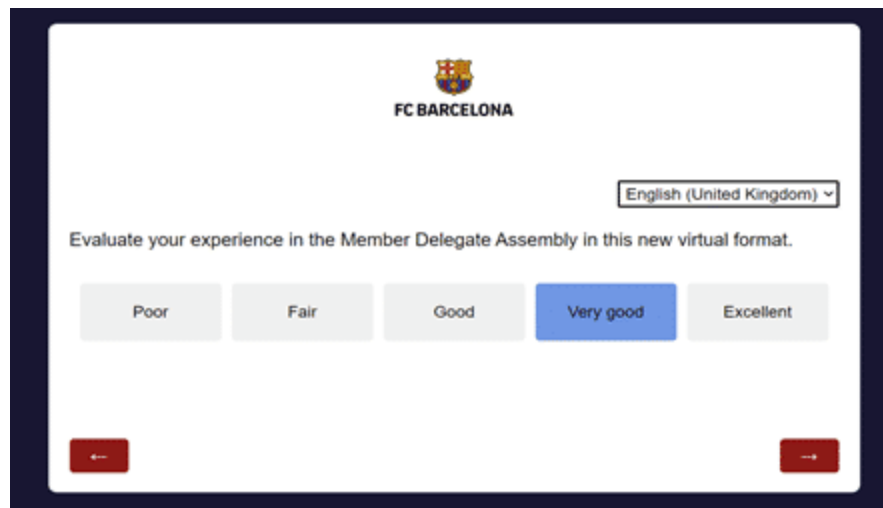 FC BARCELONA
English (United Kingdom)
Evaluate your experience in the Member Delegate Assembly in this new virtual format.
Poor Fair Good Very good Excellent
← →